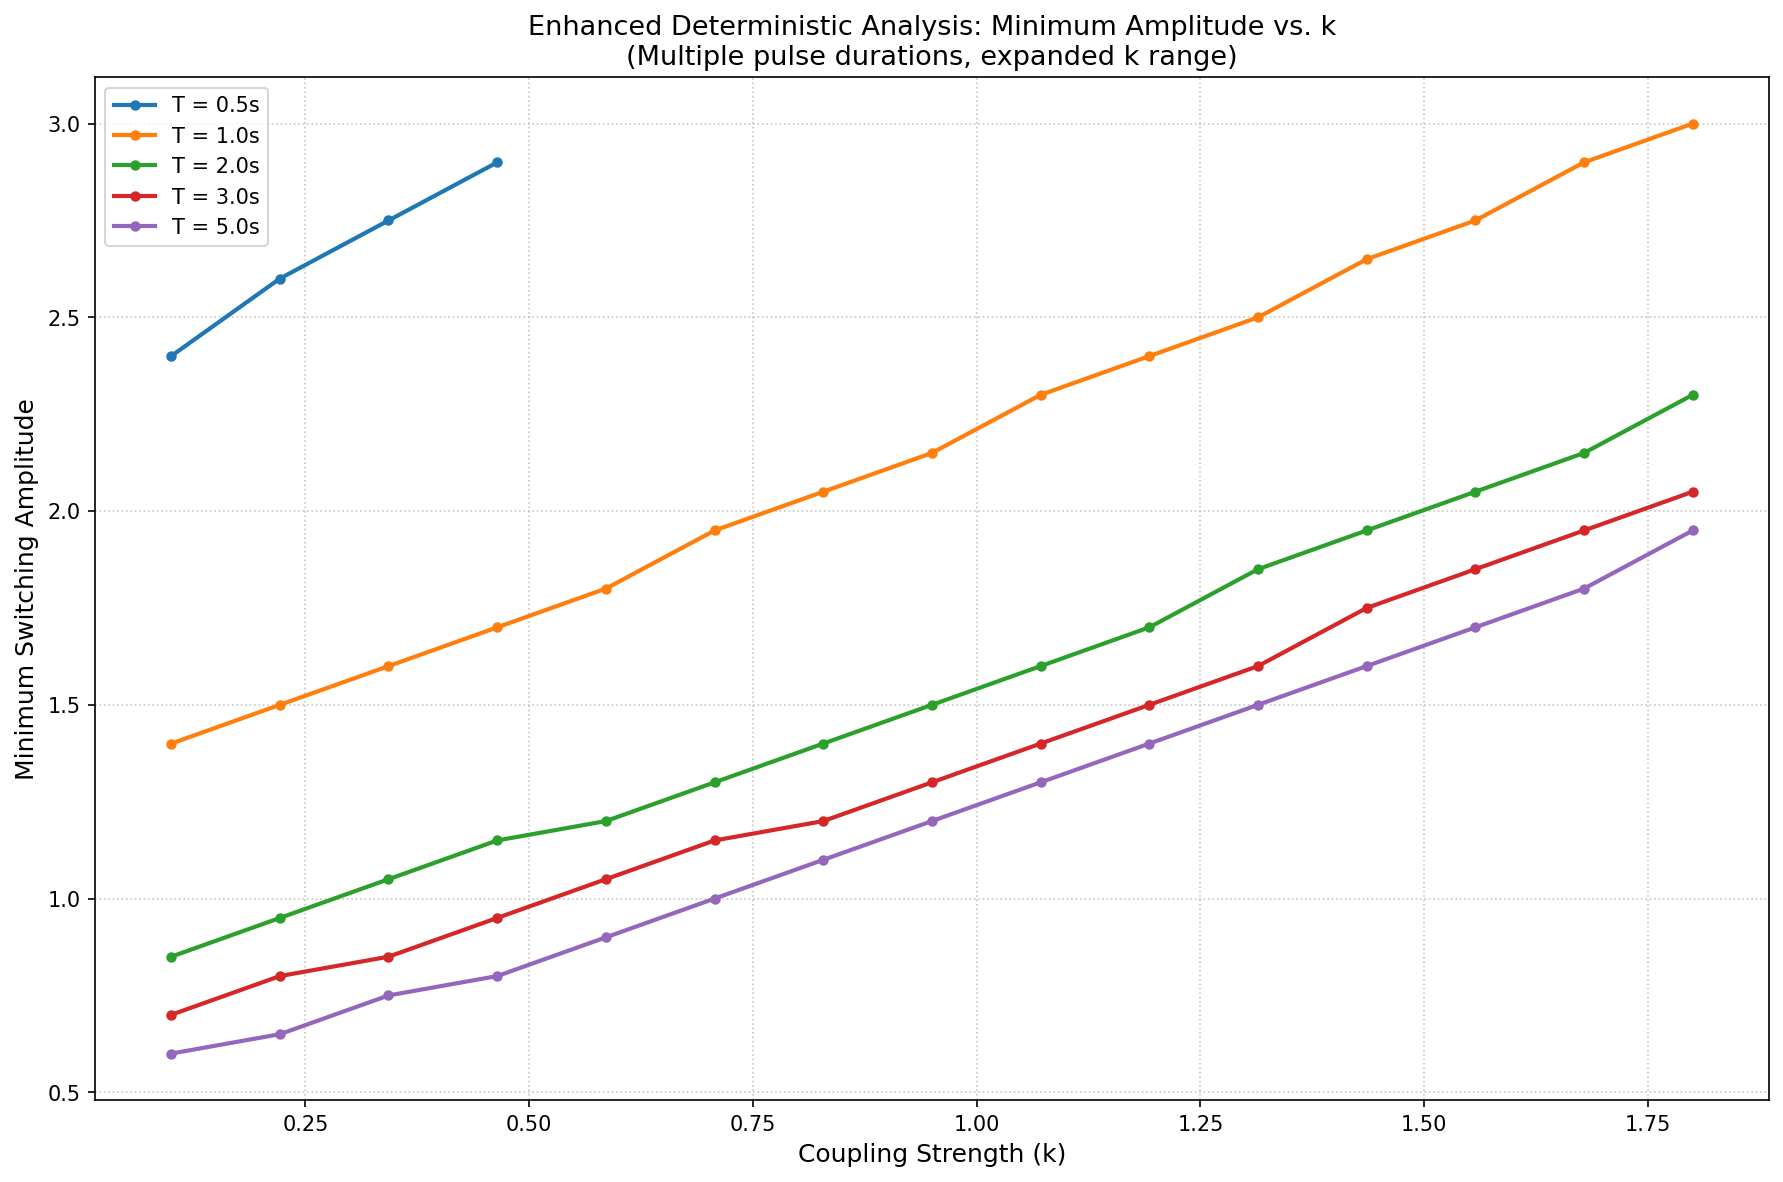 Enhanced Deterministic Analysis: Minimum Amplitude vs. k
(Multiple pulse durations, expanded k range)
T = 0.5s
T = 1.0s
T = 2.0s
T = 3.0s
T = 5.0s
Minimum Switching Amplitude
3.0
2.5
2.0
1.5
1.0
0.5
0.25 0.50 0.75 1.00 1.25 1.50 1.75
Coupling Strength (k)